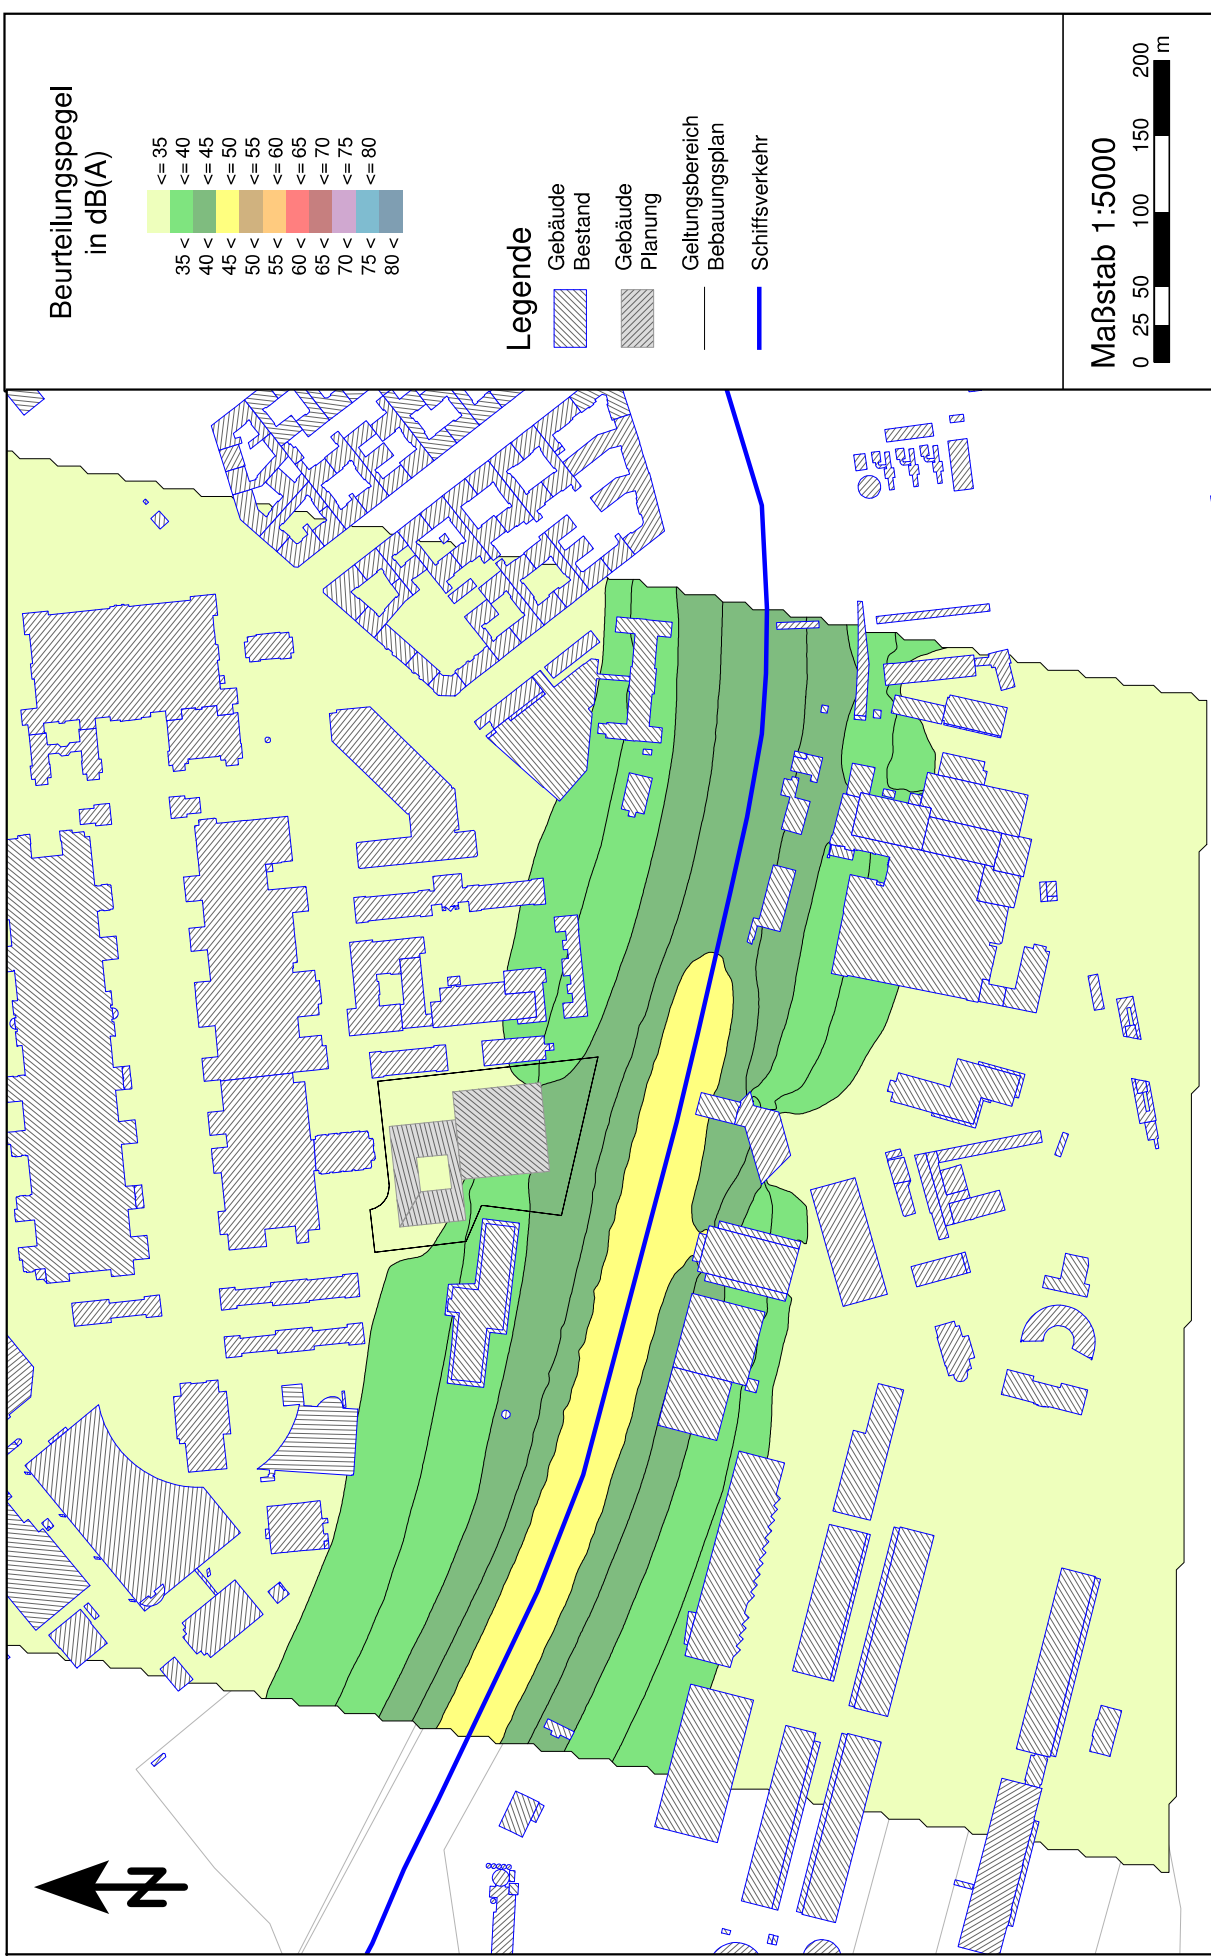 Beurteilungspegel
in dB(A)
<= 35
35 < <= 40
40 < <= 45
45 < <= 50
50 < <= 55
55 < <= 60
60 < <= 65
65 < <= 70
70 < <= 75
75 < <= 80
80 <
Legende
Gebäude
Bestand
Gebäude
Planung
Geltungsbereich
Bebauungsplan
Schiffsverkehr
Maßstab 1:5000
0 25 50 100 150 200
m
N